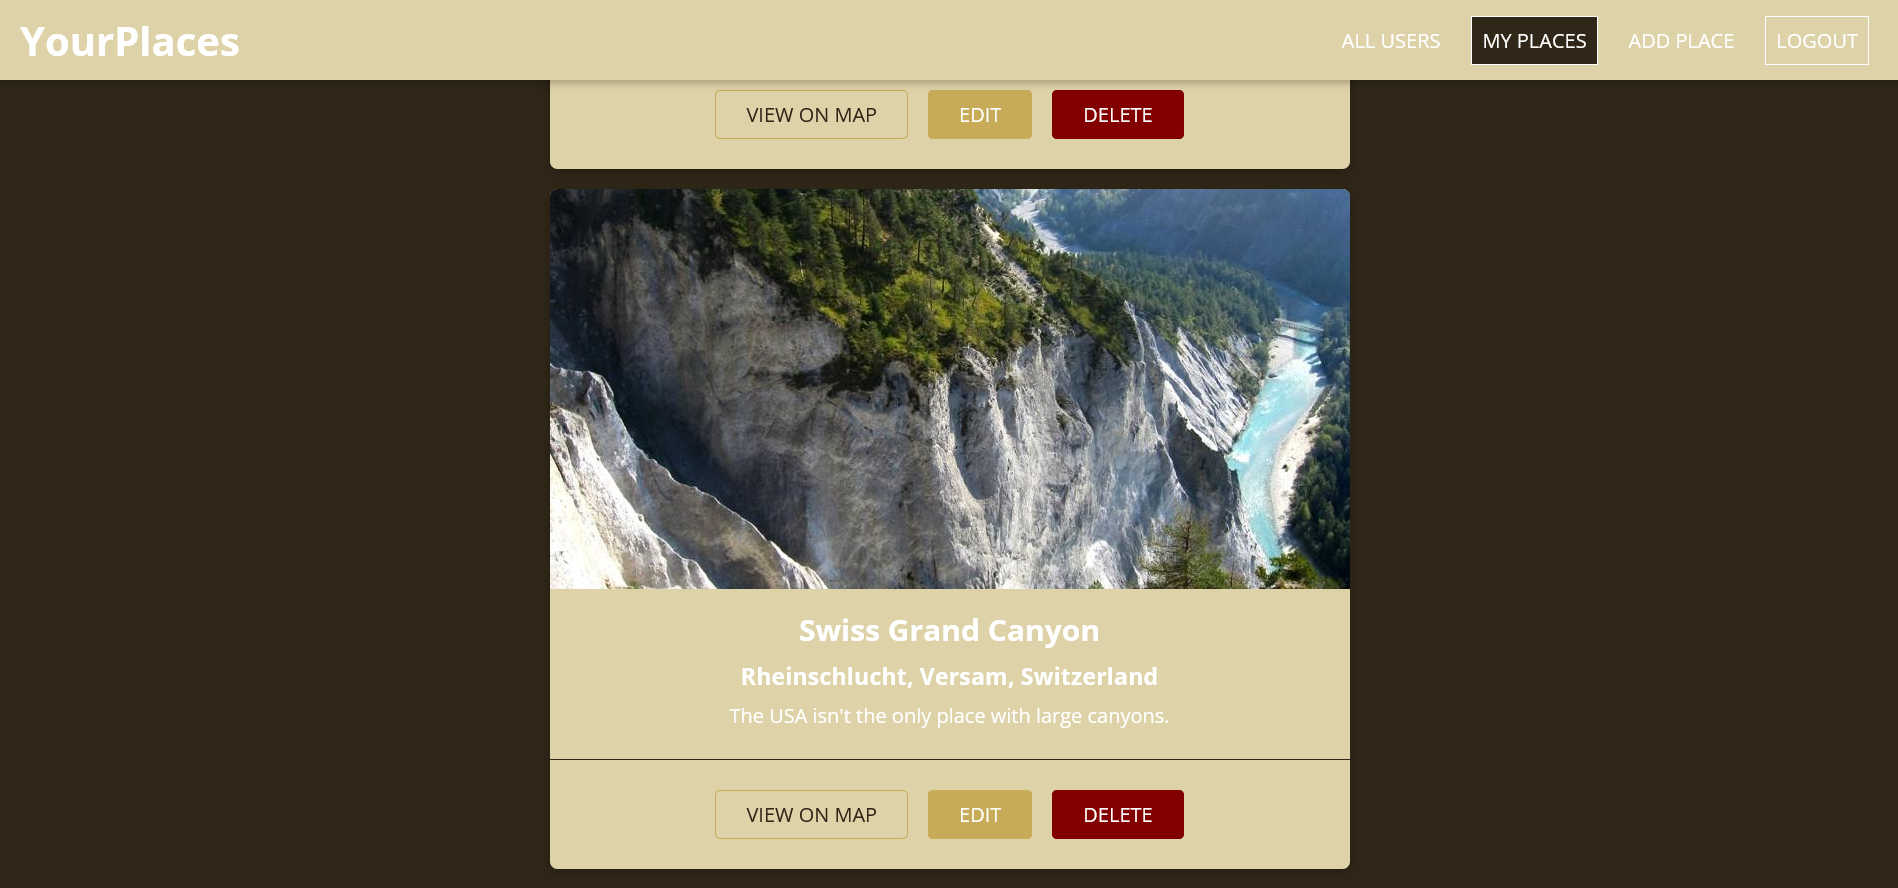 YourPlaces
ALL USERS
MY PLACES
ADD PLACE
LOGOUT
VIEW ON MAP
EDIT
DELETE
Swiss Grand Canyon
Rheinschlucht, Versam, Switzerland
The USA isn't the only place with large canyons.
VIEW ON MAP
EDIT
DELETE